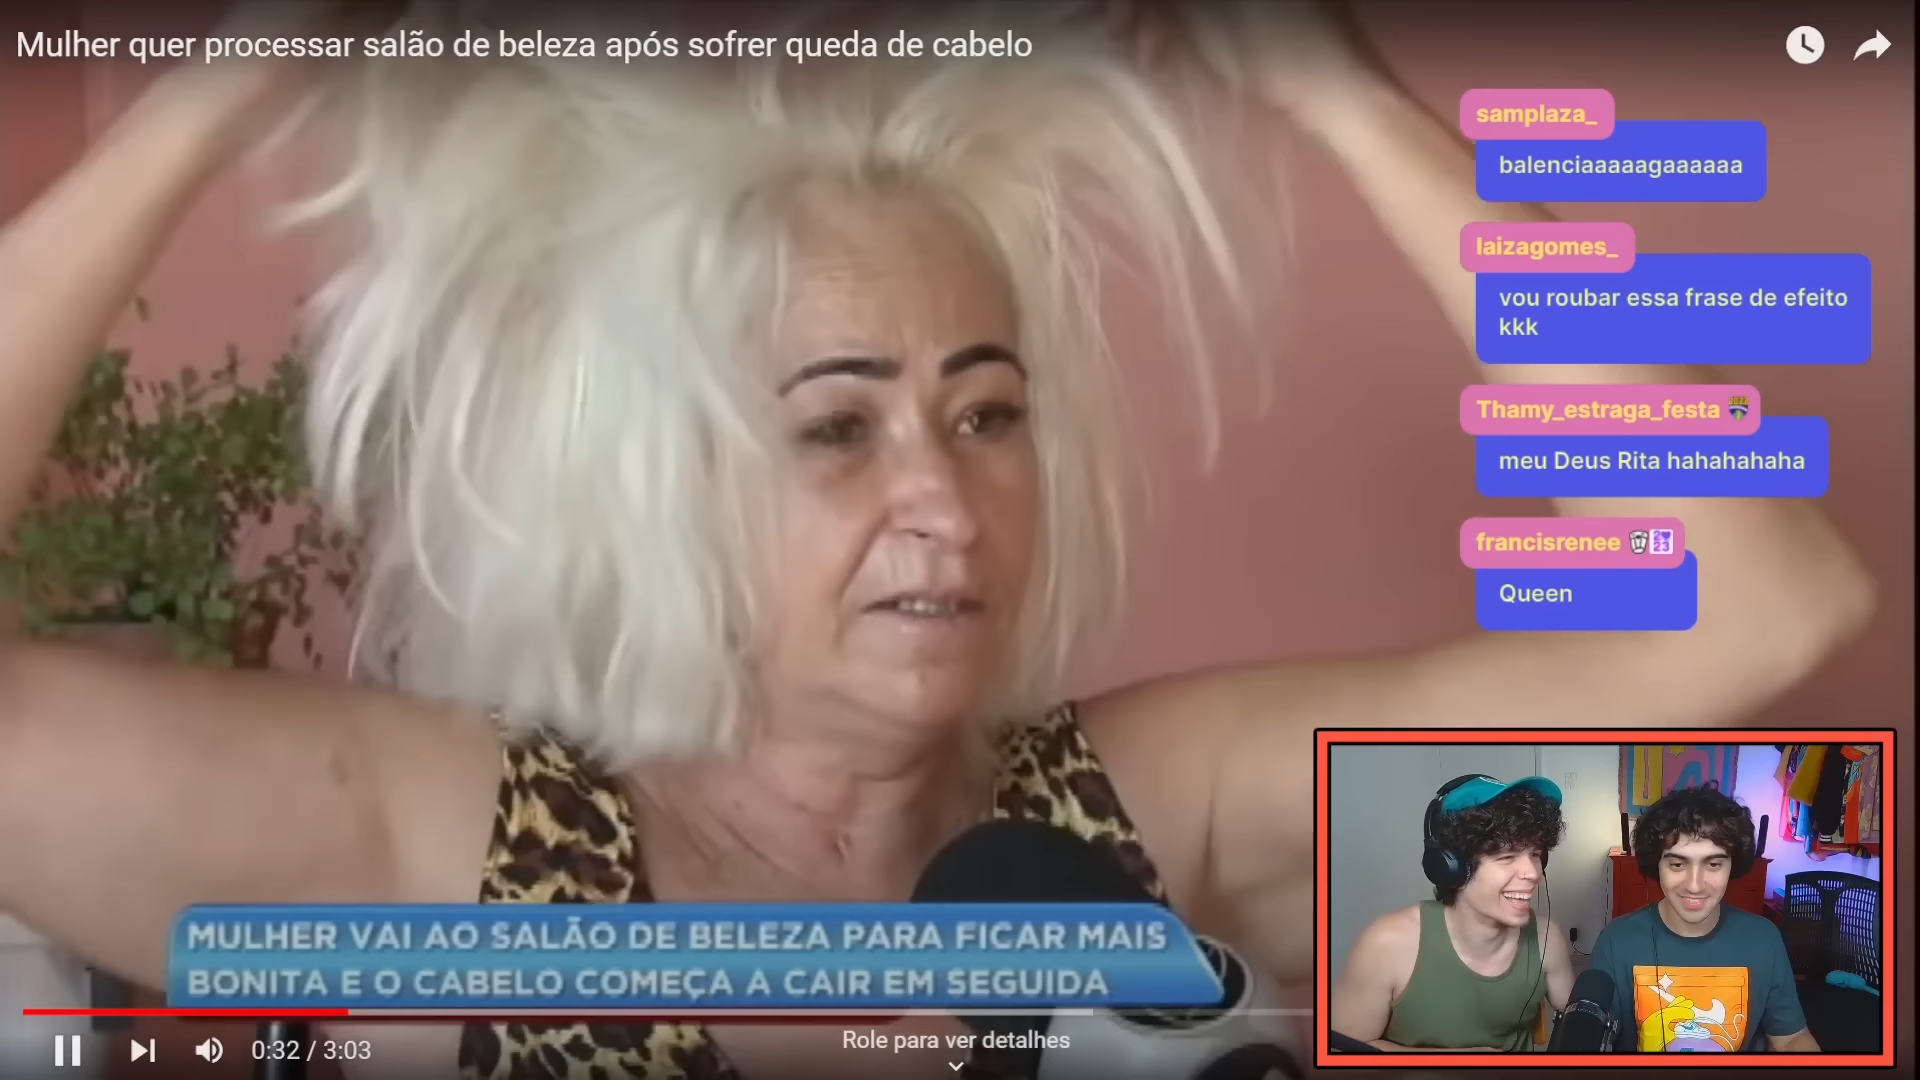 Mulher quer processar salão de beleza após sofrer queda de cabelo
samplaza_
balenciaaaaagaaaaaa
laizagomes_
vou roubar essa frase de efeito
kkk
Thamy_estraga_festa
meu Deus Rita hahahahaha
francisrenee
Queen
MULHER VAI AO SALÃO DE BELEZA PARA FICAR MAIS
BONITA E O CABELO COMEÇA A CAIR EM SEGUIDA
0:32 / 3:03
Role para ver detalhes